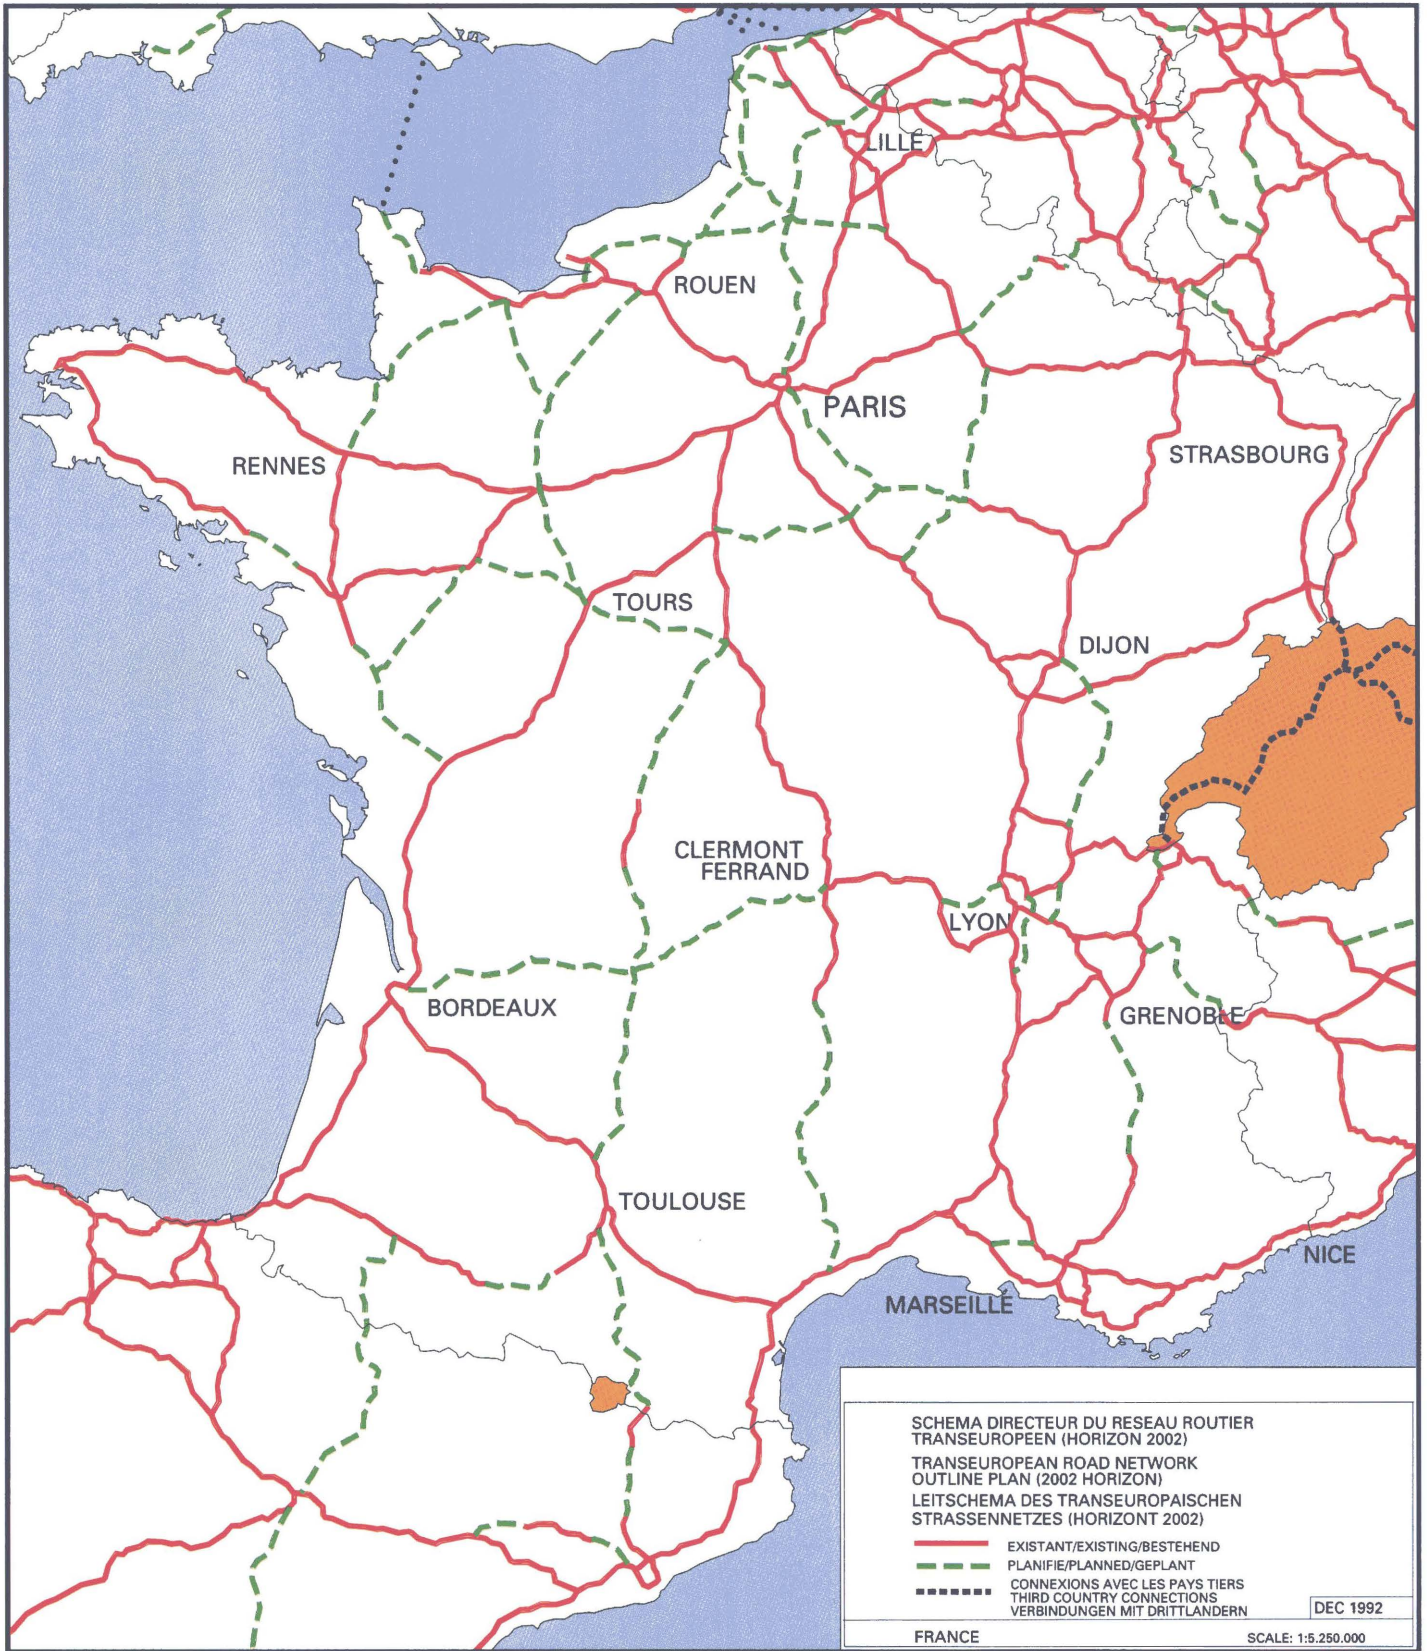 LILLE
ROUEN
PARIS
RENNES
STRASBOURG
TOURS
DIJON
CLERMONT
FERRAND
LYON
BORDEAUX
GRENOBLE
TOULOUSE
NICE
MARSEILLE
SCHEMA DIRECTEUR DU RESEAU ROUTIER
TRANSEUROPEEN (HORIZON 2002)
TRANSEUROPEAN ROAD NETWORK
OUTLINE PLAN (2002 HORIZON)
LEITSCHEMA DES TRANSEUROPAISCHEN
STRASSENNETZES (HORIZONT 2002)
EXISTANT/EXISTING/BESTEHEND
PLANIFIE/PLANNED/GEPLANT
CONNEXIONS AVEC LES PAYS TIERS
THIRD COUNTRY CONNECTIONS
VERBINDUNGEN MIT DRITTLANDERN
DEC 1992
FRANCE
SCALE: 1:5.250.000